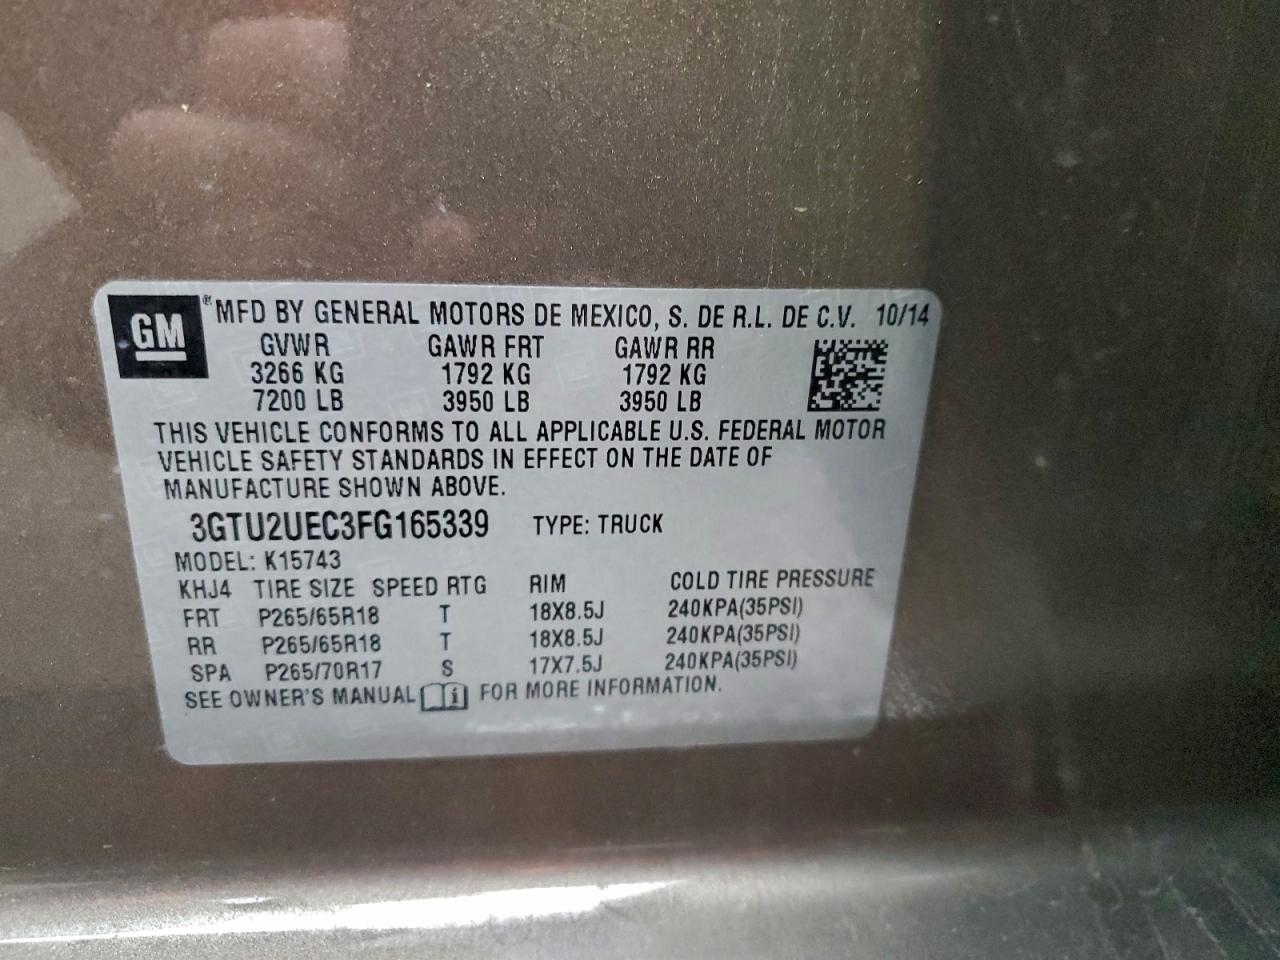 GM ® MFD BY GENERAL MOTORS DE MEXICO, S. DE R.L. DE C.V. 10/14
GVWR GAWR FRT GAWR RR
3266 KG 1792 KG 1792 KG
7200 LB 3950 LB 3950 LB
THIS VEHICLE CONFORMS TO ALL APPLICABLE U.S. FEDERAL MOTOR
VEHICLE SAFETY STANDARDS IN EFFECT ON THE DATE OF
MANUFACTURE SHOWN ABOVE.
3GTU2UEC3FG165339 TYPE: TRUCK
MODEL: K15743
KHJ4 TIRE SIZE SPEED RTG RIM COLD TIRE PRESSURE
FRT P265/65R18 T 18X8.5J 240KPA(35PSI)
RR P265/65R18 T 18X8.5J 240KPA(35PSI)
SPA P265/70R17 S 17X7.5J 240KPA(35PSI)
SEE OWNER'S MANUAL i FOR MORE INFORMATION.